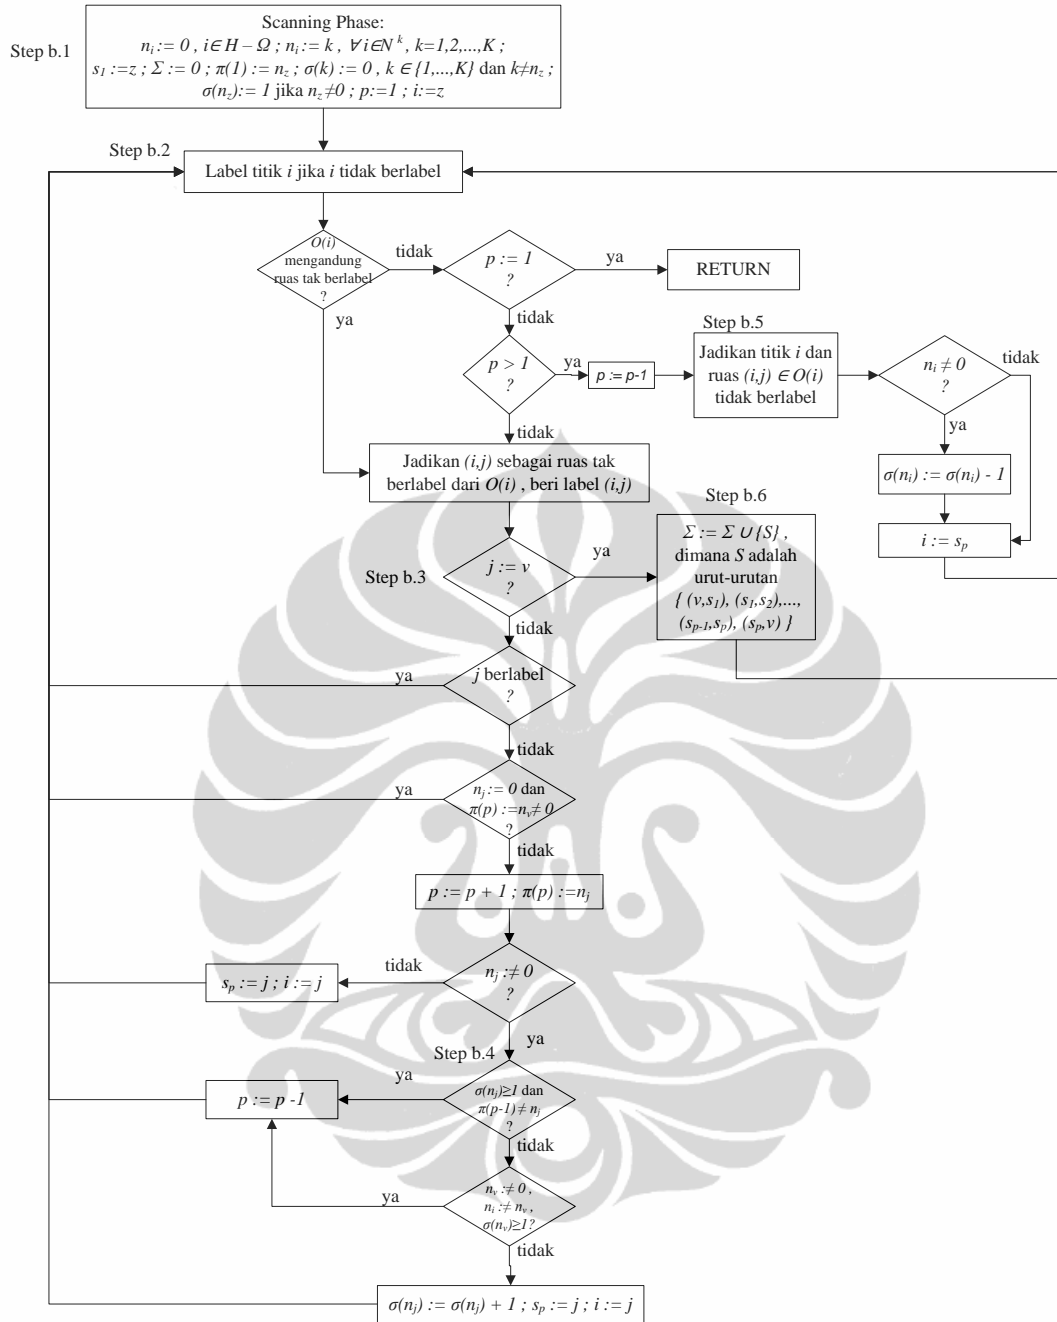 Step b.1
Scanning Phase:
n_i := 0 , i∈ H – Ω ; n_i := k , ∀ i∈N^k, k=1,2,...,K ;
s_1 :=z ; Σ := 0 ; π(1) := n_z ; σ(k) := 0 , k ∈ {1,...,K} dan k≠n_z ;
σ(n_z):= 1 jika n_z ≠0 ; p:=1 ; i:=z
Step b.2
Label titik i jika i tidak berlabel
O(i)
mengandung
ruas tak berlabel
?
tidak
ya
p := 1
?
ya
RETURN
tidak
p > 1
?
ya
p := p-1
tidak
Step b.5
Jadikan titik i dan
ruas (i,j) ∈ O(i)
tidak berlabel
n_i ≠ 0
?
tidak
ya
σ(n_i) := σ(n_i) - 1
i := s_p
Jadikan (i,j) sebagai ruas tak
berlabel dari O(i) , beri label (i,j)
Step b.3
j := v
?
ya
tidak
Step b.6
Σ := Σ ∪ {S} ,
dimana S adalah
urut-urutan
{ (v,s_1), (s_1,s_2),...,
(s_{p-1},s_p), (s_p,v) }
j berlabel
?
ya
tidak
n_j := 0 dan
π(p) :=n_v≠ 0
?
ya
tidak
p := p + 1 ; π(p) :=n_j
n_j :≠ 0
?
tidak
s_p := j ; i := j
ya
Step b.4
σ(n_j)≥1 dan
π(p-1) ≠ n_j
?
ya
p := p -1
tidak
n_v :≠ 0 ,
n_i :≠ n_v ,
σ(n_v)≥1?
ya
tidak
σ(n_j) := σ(n_j) + 1 ; s_p := j ; i := j